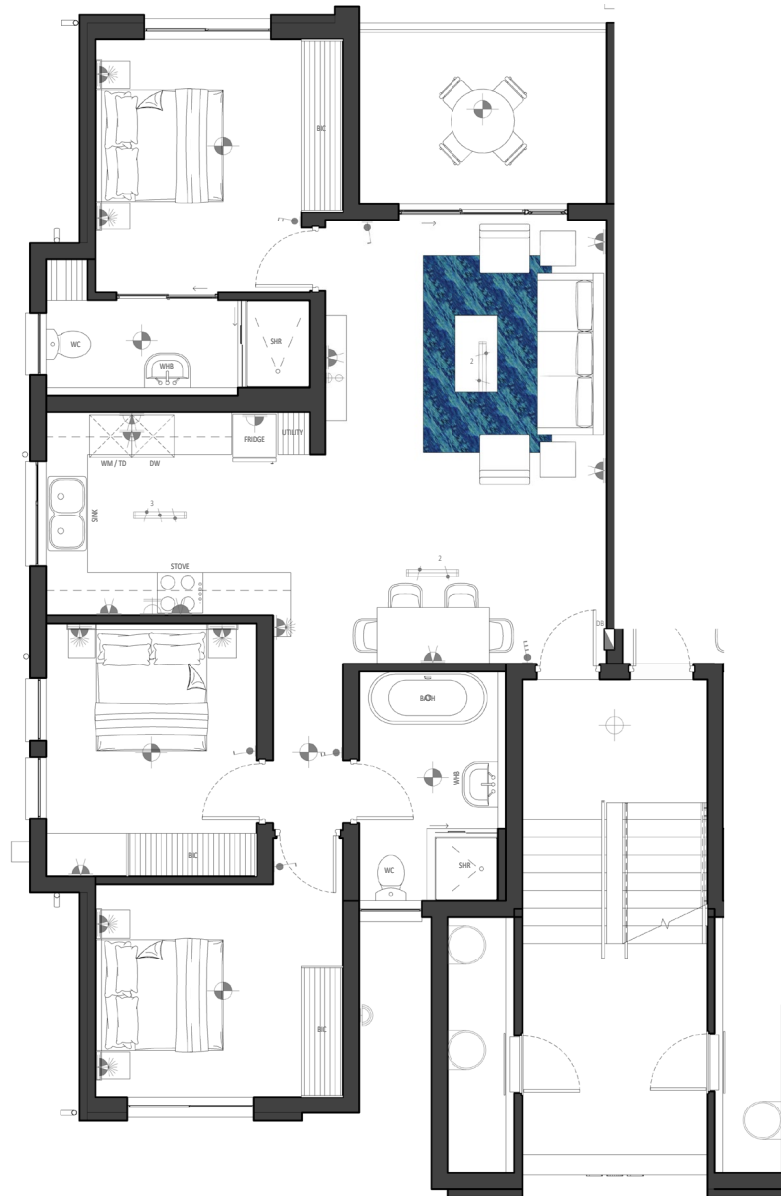 BIC
WC
WHB
SHR
2
FRIDGE
UTILITY
WM / TD
DW
SINK
3
STOVE
2
DB
BATH
WHB
BIC
WC
SHR
BIC